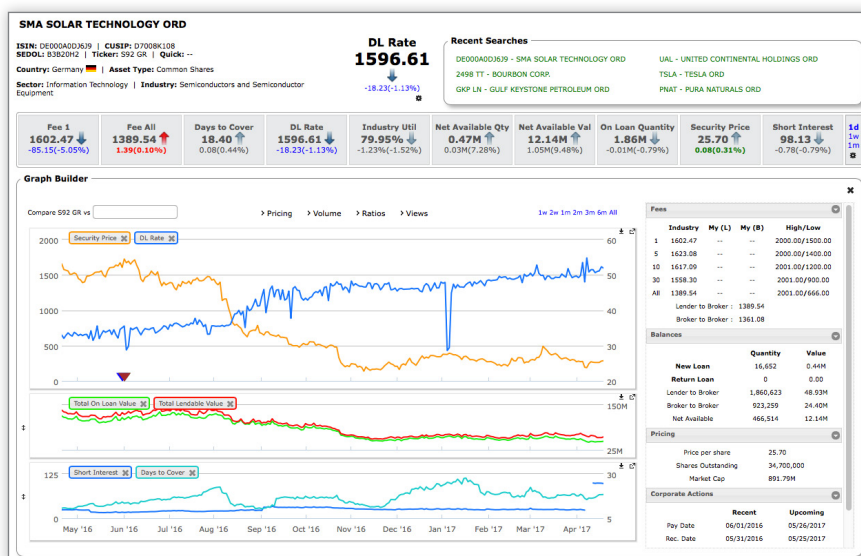 SMA SOLAR TECHNOLOGY ORD
ISIN: DE000A0DJ6J9 | CUSIP: D7008K108
SEDOL: B3B20H2 | Ticker: S92 GR | Quick: --
Country: Germany | Asset Type: Common Shares
Sector: Information Technology | Industry: Semiconductors and Semiconductor
Equipment
DL Rate
1596.61
-18.23(-1.13%)
Recent Searches
DE000A0DJ6J9 - SMA SOLAR TECHNOLOGY ORD UAL - UNITED CONTINENTAL HOLDINGS ORD
2498 TT - BOURBON CORP. TSLA - TESLA ORD
GKP LN - GULF KEYSTONE PETROLEUM ORD PNAT - PURA NATURALS ORD
Fee 1 Fee All Days to Cover DL Rate Industry Util Net Available Qty Net Available Val On Loan Quantity Security Price Short Interest 1d
1602.47 1389.54 18.40 1596.61 79.95% 0.47M 12.14M 1.86M 25.70 98.13 1w
-85.15(-5.05%) 1.39(0.10%) 0.08(0.44%) -18.23(-1.13%) -1.23%(-1.52%) 0.03M(7.28%) 1.05M(9.48%) -0.01M(-0.79%) 0.08(0.31%) -0.78(-0.79%) 1m
Graph Builder
Compare S92 GR vs > Pricing > Volume > Ratios > Views 1w 2w 1m 2m 3m 6m All
Security Price DL Rate
2000 60
1500 50
1000 40
500 30
0 20
Total On Loan Value Total Lendable Value
150M
25M
Short Interest Days to Cover
125 30
0 5
May '16 Jun '16 Jul '16 Aug '16 Sep '16 Oct '16 Nov '16 Dec '16 Jan '17 Feb '17 Mar '17 Apr '17
Fees
Industry My (L) My (B) High/Low
1 1602.47 -- -- 2000.00/1500.00
5 1623.08 -- -- 2000.00/1400.00
10 1617.09 -- -- 2001.00/1200.00
30 1558.30 -- -- 2001.00/900.00
All 1389.54 -- -- 2001.00/666.00
Lender to Broker : 1389.54
Broker to Broker : 1361.08
Balances
Quantity Value
New Loan 16,652 0.44M
Return Loan 0 0.00
Lender to Broker 1,860,623 48.93M
Broker to Broker 923,259 24.40M
Net Available 466,514 12.14M
Pricing
Price per share 25.70
Shares Outstanding 34,700,000
Market Cap 891.79M
Corporate Actions
Recent Upcoming
Pay Date 06/01/2016 05/26/2017
Rec. Date 05/31/2016 05/25/2017